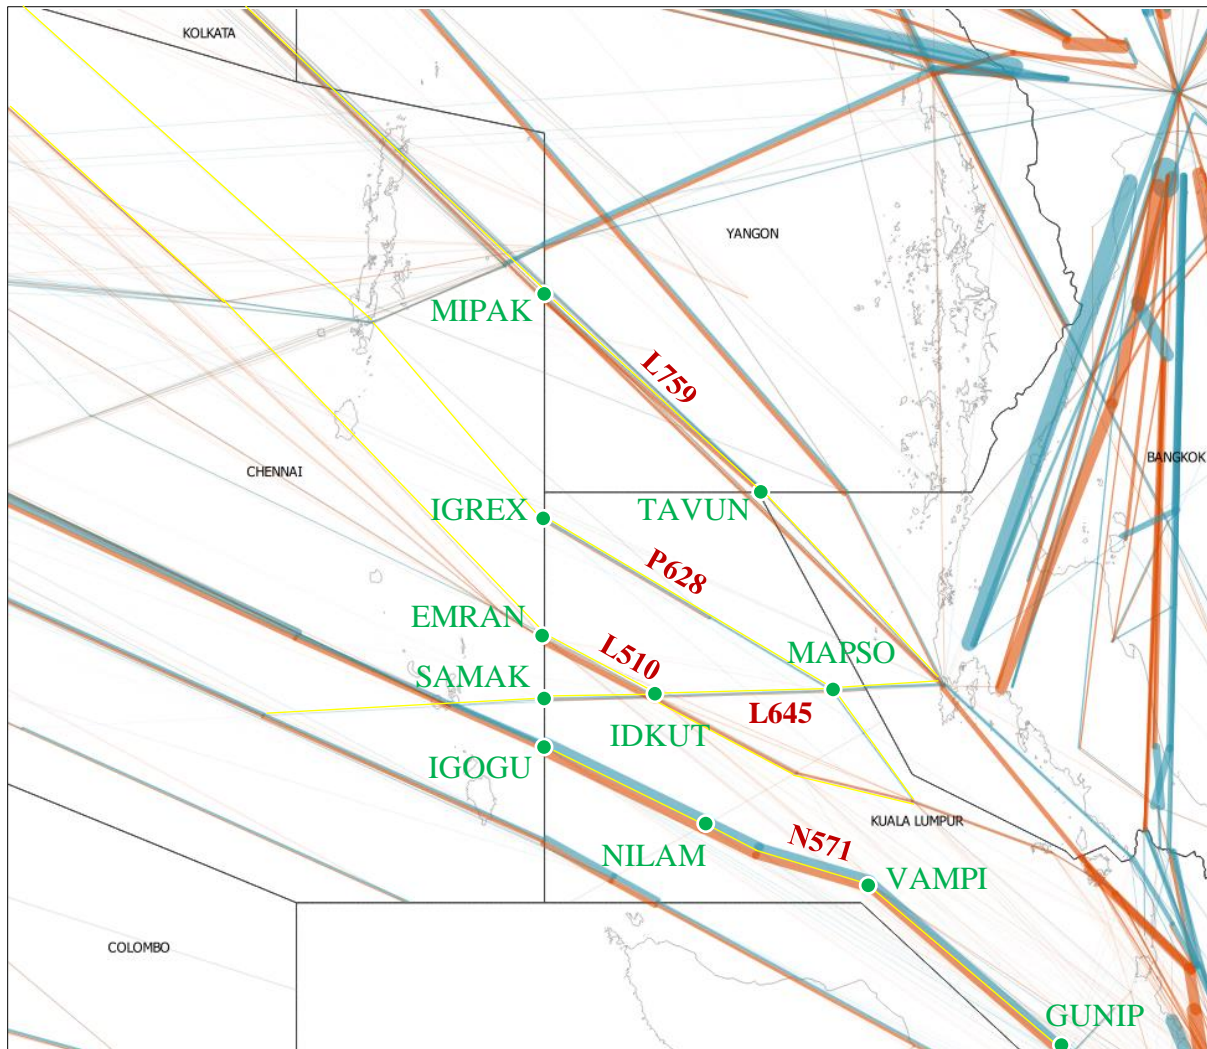 KOLKATA
YANGON
MIPAK
L759
BANGKOK
CHENNAI
IGREX
TAVUN
P628
EMRAN
L510
MAPSO
SAMAK
L645
IDKUT
IGOGU
KUALA LUMPUR
N571
NILAM
VAMPI
COLOMBO
GUNIP